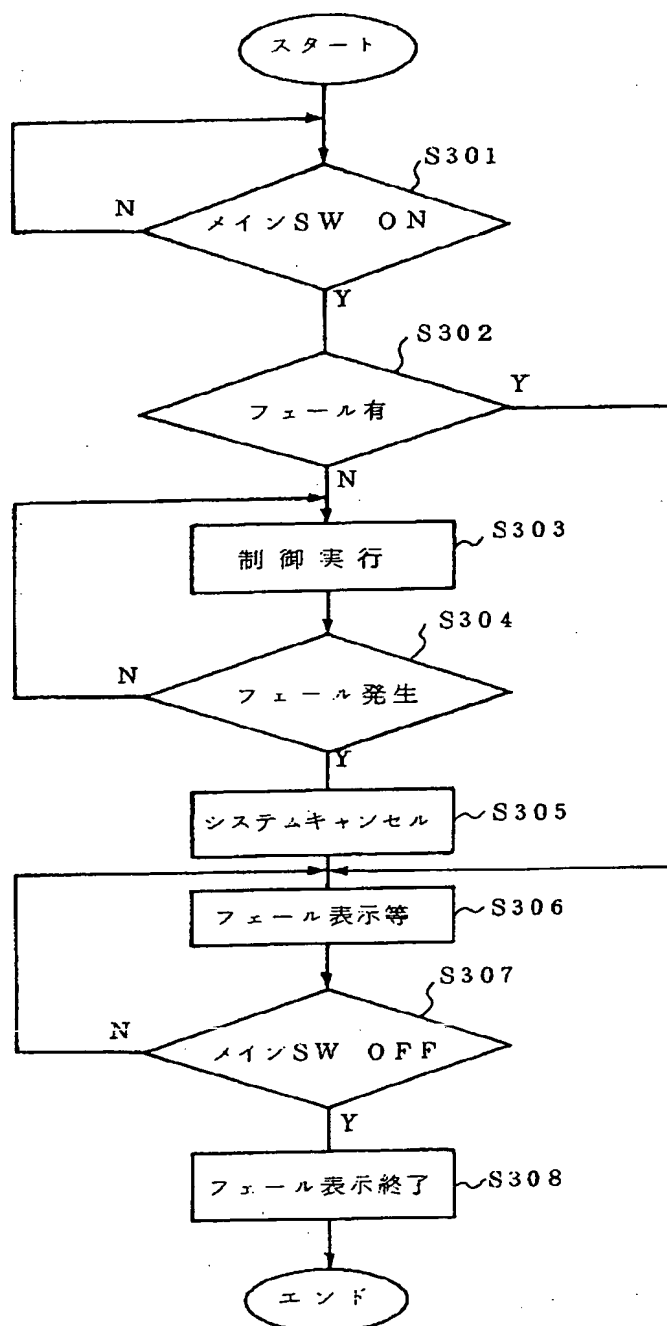 スタート
S301
N
メインSW ON
Y
S302
Y
フェール有
N
S303
制御実行
S304
N
フェール発生
Y
システムキャンセル
S305
フェール表示等
S306
S307
N
メインSW OFF
Y
フェール表示終了
S308
エンド